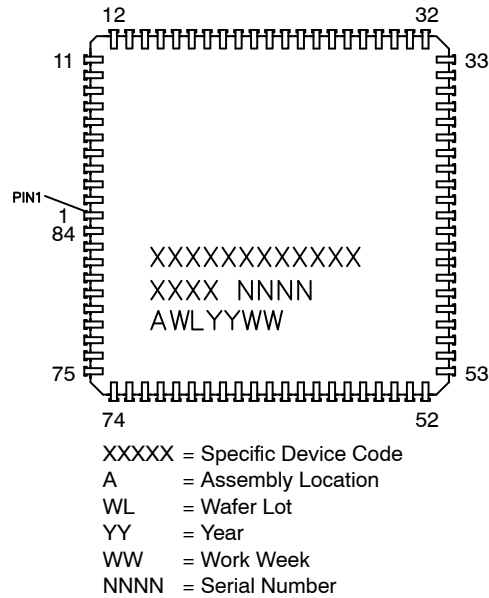 12 32
11 33
PIN1
1
84
XXXXXXXXXXXX
XXXX NNNN
AWLYYWW
75 53
74 52
XXXXX = Specific Device Code
A = Assembly Location
WL = Wafer Lot
YY = Year
WW = Work Week
NNNN = Serial Number